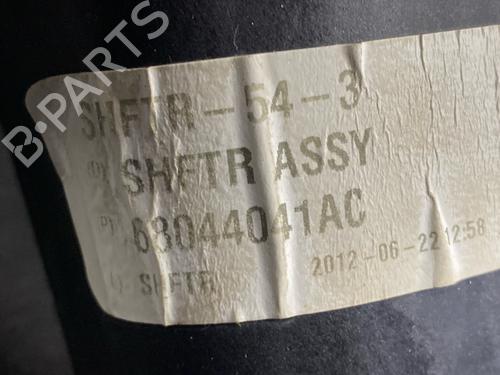 B-PARTS
SHFTR-54-3
SHFTR ASSY
68044041AC
SHFTR 2012-06-22 12:58